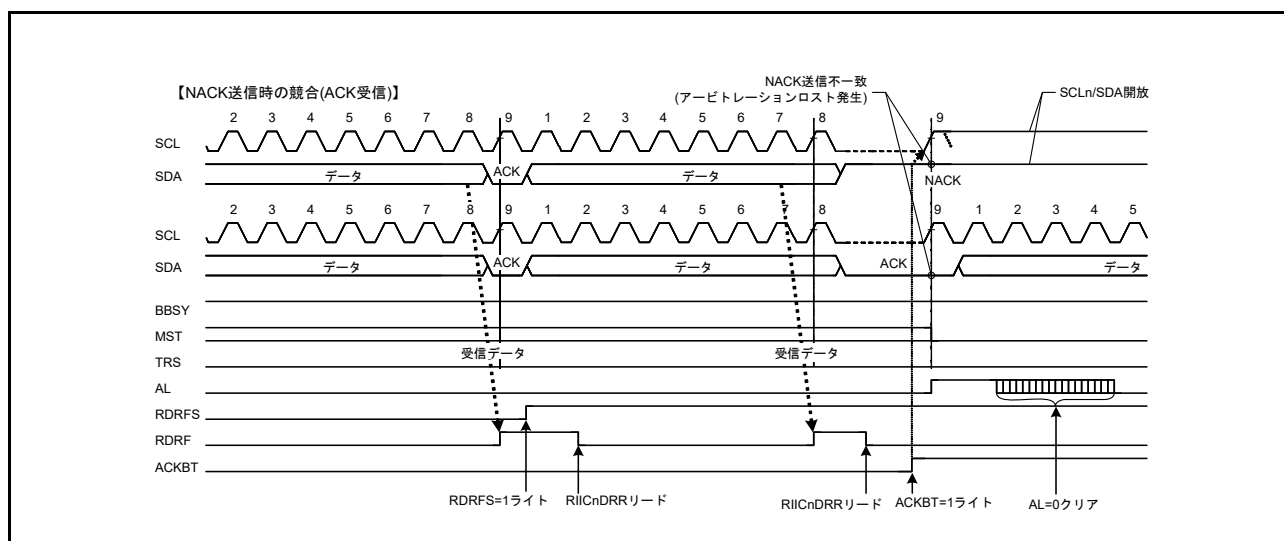 NACK送信不一致
(アービトレーションロスト発生)
SCLn/SDA開放
【NACK送信時の競合(ACK受信)】
2 3 4 5 6 7 8 9 1 2 3 4 5 6 7 8 9
SCL
SDA データ ACK データ NACK
2 3 4 5 6 7 8 9 1 2 3 4 5 6 7 8 9 1 2 3 4 5
SCL
SDA データ ACK データ ACK データ
BBSY
MST
受信データ 受信データ
TRS
AL
RDRFS
RDRF
ACKBT
RDRFS=1ライト RIICnDRRリード RIICnDRRリード ACKBT=1ライト AL=0クリア